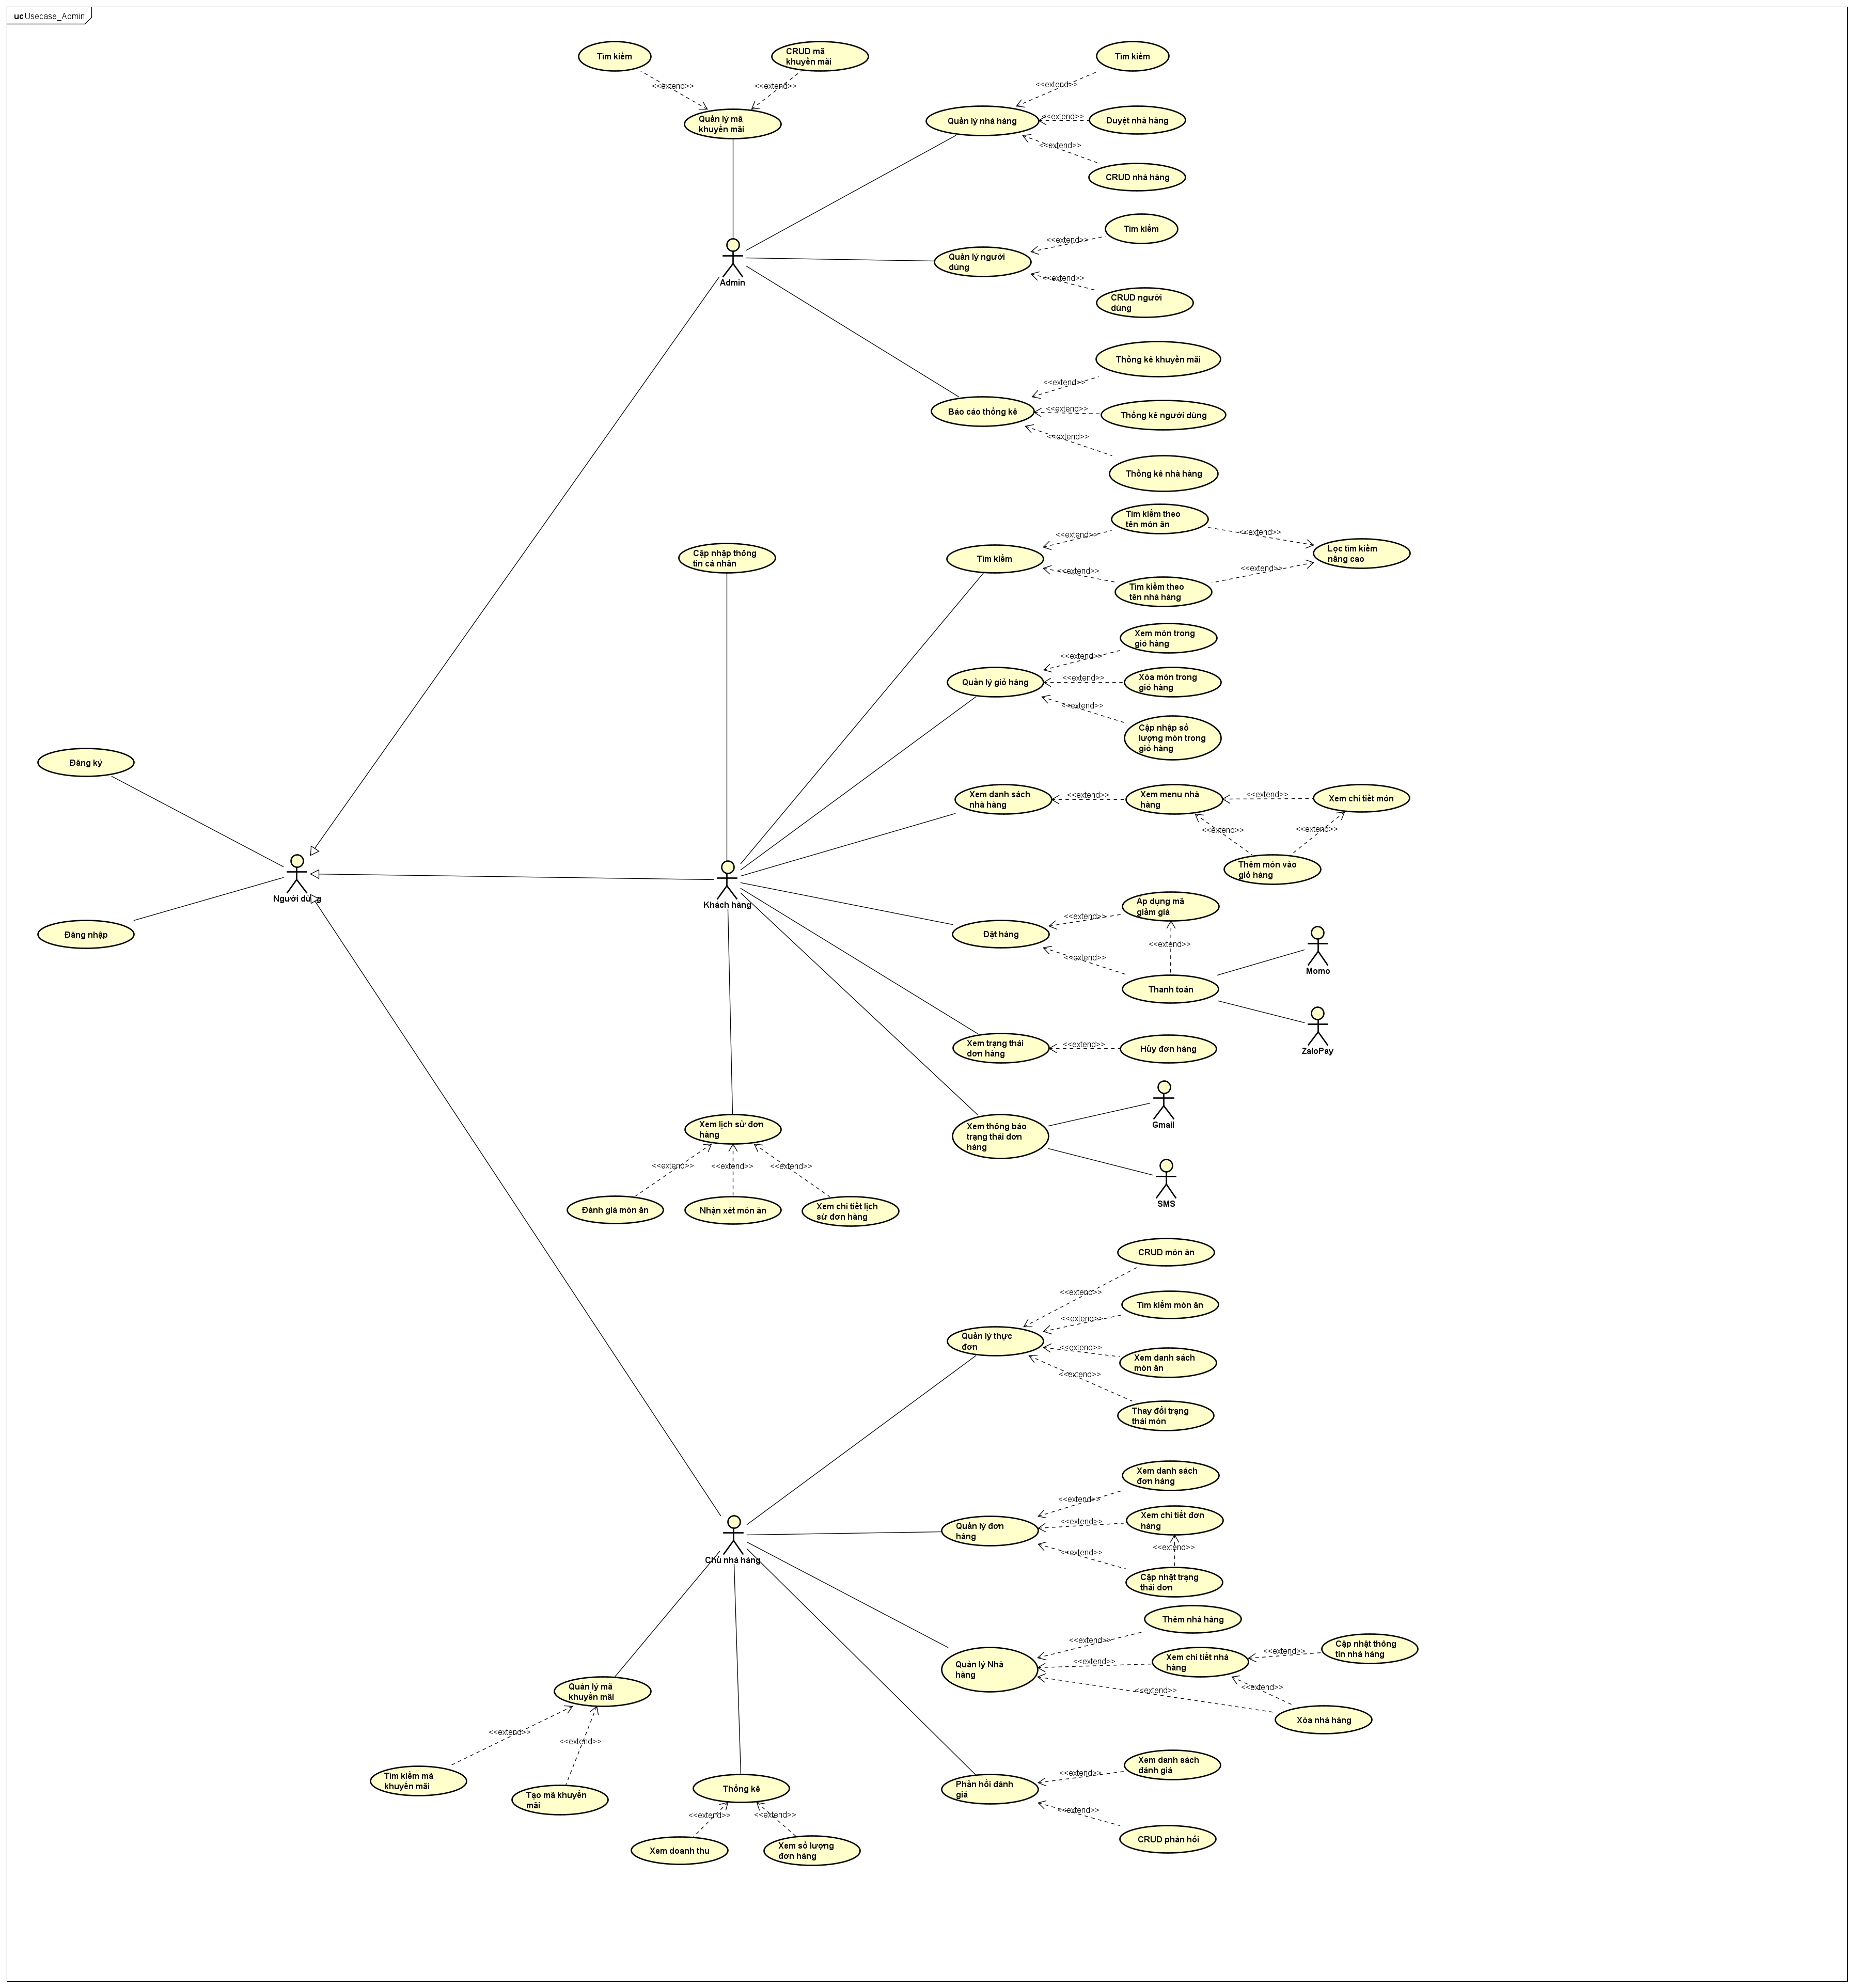 uc Usecase_Admin
Tìm kiếm
CRUD mã
khuyến mãi
<<extend>>
<<extend>>
Quản lý mã
khuyến mãi
Tìm kiếm
<<extend>>
Quản lý nhà hàng
<<extend>>
Duyệt nhà hàng
<<extend>>
CRUD nhà hàng
Admin
Tìm kiếm
<<extend>>
Quản lý người
dùng
<<extend>>
CRUD người
dùng
Thống kê khuyến mãi
<<extend>>
Báo cáo thống kê
<<extend>>
Thống kê người dùng
<<extend>>
Thống kê nhà hàng
Cập nhập thông
tin cá nhân
Tìm kiếm
<<extend>>
Tìm kiếm theo
tên món ăn
<<extend>>
Lọc tìm kiếm
nâng cao
<<extend>>
Tìm kiếm theo
tên nhà hàng
<<extend>>
Xem món trong
giỏ hàng
<<extend>>
Quản lý giỏ hàng
<<extend>>
Xóa món trong
giỏ hàng
<<extend>>
Cập nhập số
lượng món trong
giỏ hàng
Đăng ký
Đăng nhập
Người dùng
Khách hàng
Xem danh sách
nhà hàng
<<extend>>
Xem menu nhà
hàng
<<extend>>
Xem chi tiết món
<<extend>>
<<extend>>
Thêm món vào
giỏ hàng
Đặt hàng
<<extend>>
Áp dụng mã
giảm giá
<<extend>>
<<extend>>
Thanh toán
Momo
ZaloPay
Xem trạng thái
đơn hàng
<<extend>>
Hủy đơn hàng
Xem thông báo
trạng thái đơn
hàng
Gmail
SMS
Xem lịch sử đơn
hàng
<<extend>>
<<extend>>
<<extend>>
Đánh giá món ăn
Nhận xét món ăn
Xem chi tiết lịch
sử đơn hàng
CRUD món ăn
<<extend>>
Tìm kiếm món ăn
<<extend>>
Quản lý thực
đơn
<<extend>>
Xem danh sách
món ăn
<<extend>>
Thay đổi trạng
thái món
Xem danh sách
đơn hàng
<<extend>>
Quản lý đơn
hàng
<<extend>>
Xem chi tiết đơn
hàng
<<extend>>
<<extend>>
Cập nhật trạng
thái đơn
Chủ nhà hàng
Thêm nhà hàng
<<extend>>
Quản lý Nhà
hàng
<<extend>>
Xem chi tiết nhà
hàng
<<extend>>
Cập nhật thông
tin nhà hàng
<<extend>>
<<extend>>
Xóa nhà hàng
Quản lý mã
khuyến mãi
<<extend>>
<<extend>>
Tìm kiếm mã
khuyến mãi
Tạo mã khuyến
mãi
Thống kê
<<extend>>
<<extend>>
Xem doanh thu
Xem số lượng
đơn hàng
Phản hồi đánh
giá
<<extend>>
Xem danh sách
đánh giá
<<extend>>
CRUD phản hồi